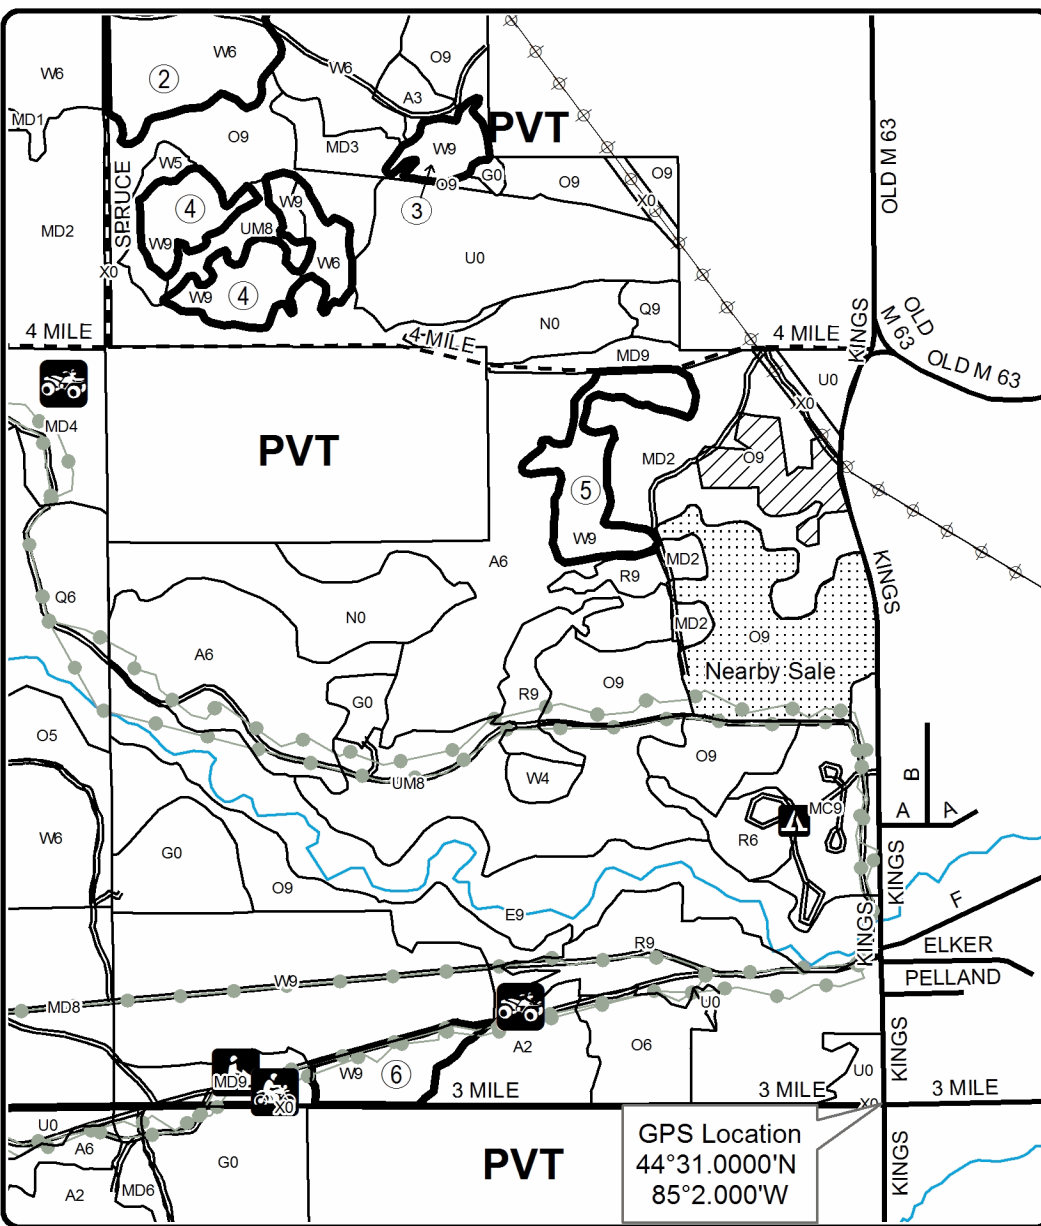 W6
2
W6
W6
O9
A3
MD1
O9
MD3
W9
PVT
OLD M 63
W5
G0
O9
O9
O9
SPRUCE
4
W9
3
X0
MD2
W9
UM8
W6
U0
X0
W9
4
4 MILE
4 MILE
N0
Q9
MD9
4 MILE
KINGS
OLD
M 63
OLD M 63
U0
X0
MD4
PVT
MD2
O9
5
W9
A6
MD2
R9
KINGS
Q6
N0
MD2
O9
A6
Nearby Sale
G0
R9
O9
O5
O9
UM8
W4
B
MC9
A
A
W6
R6
G0
O9
KINGS
E9
F
R9
KINGS
ELKER
PELLAND
W9
MD8
U0
A2
O6
KINGS
MD9
W9
6
3 MILE
3 MILE
U0
3 MILE
X0
X0
U0
A6
G0
PVT
GPS Location
44°31.0000'N
85°2.000'W
KINGS
A2
MD6